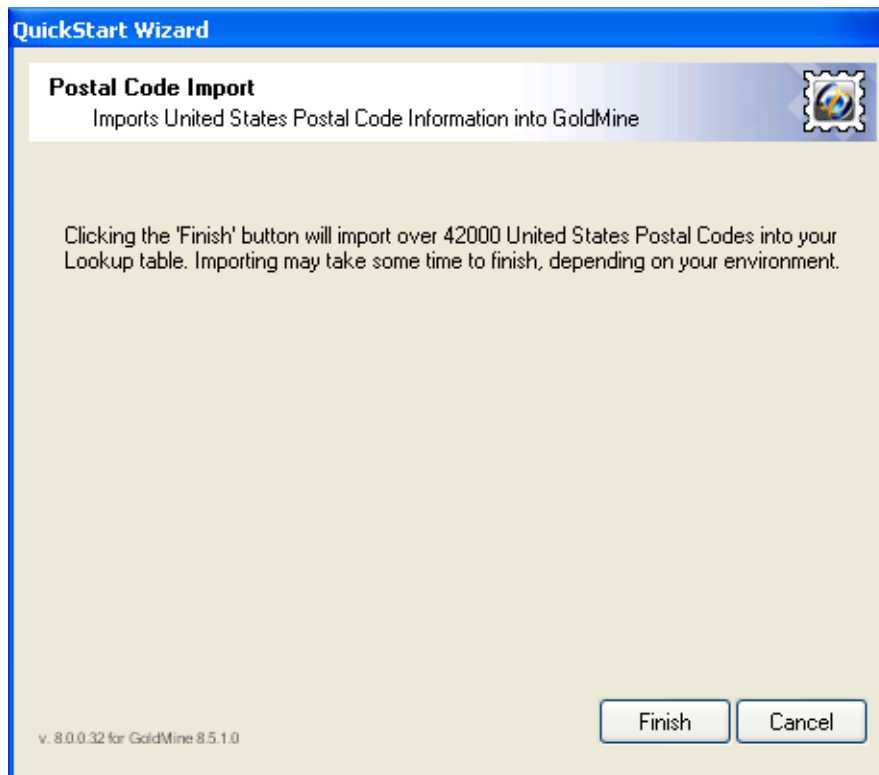 QuickStart Wizard
Postal Code Import
Imports United States Postal Code Information into GoldMine
Clicking the 'Finish' button will import over 42000 United States Postal Codes into your
Lookup table. Importing may take some time to finish, depending on your environment.
Finish
Cancel
v. 8.0.0.32 for GoldMine 8.5.1.0